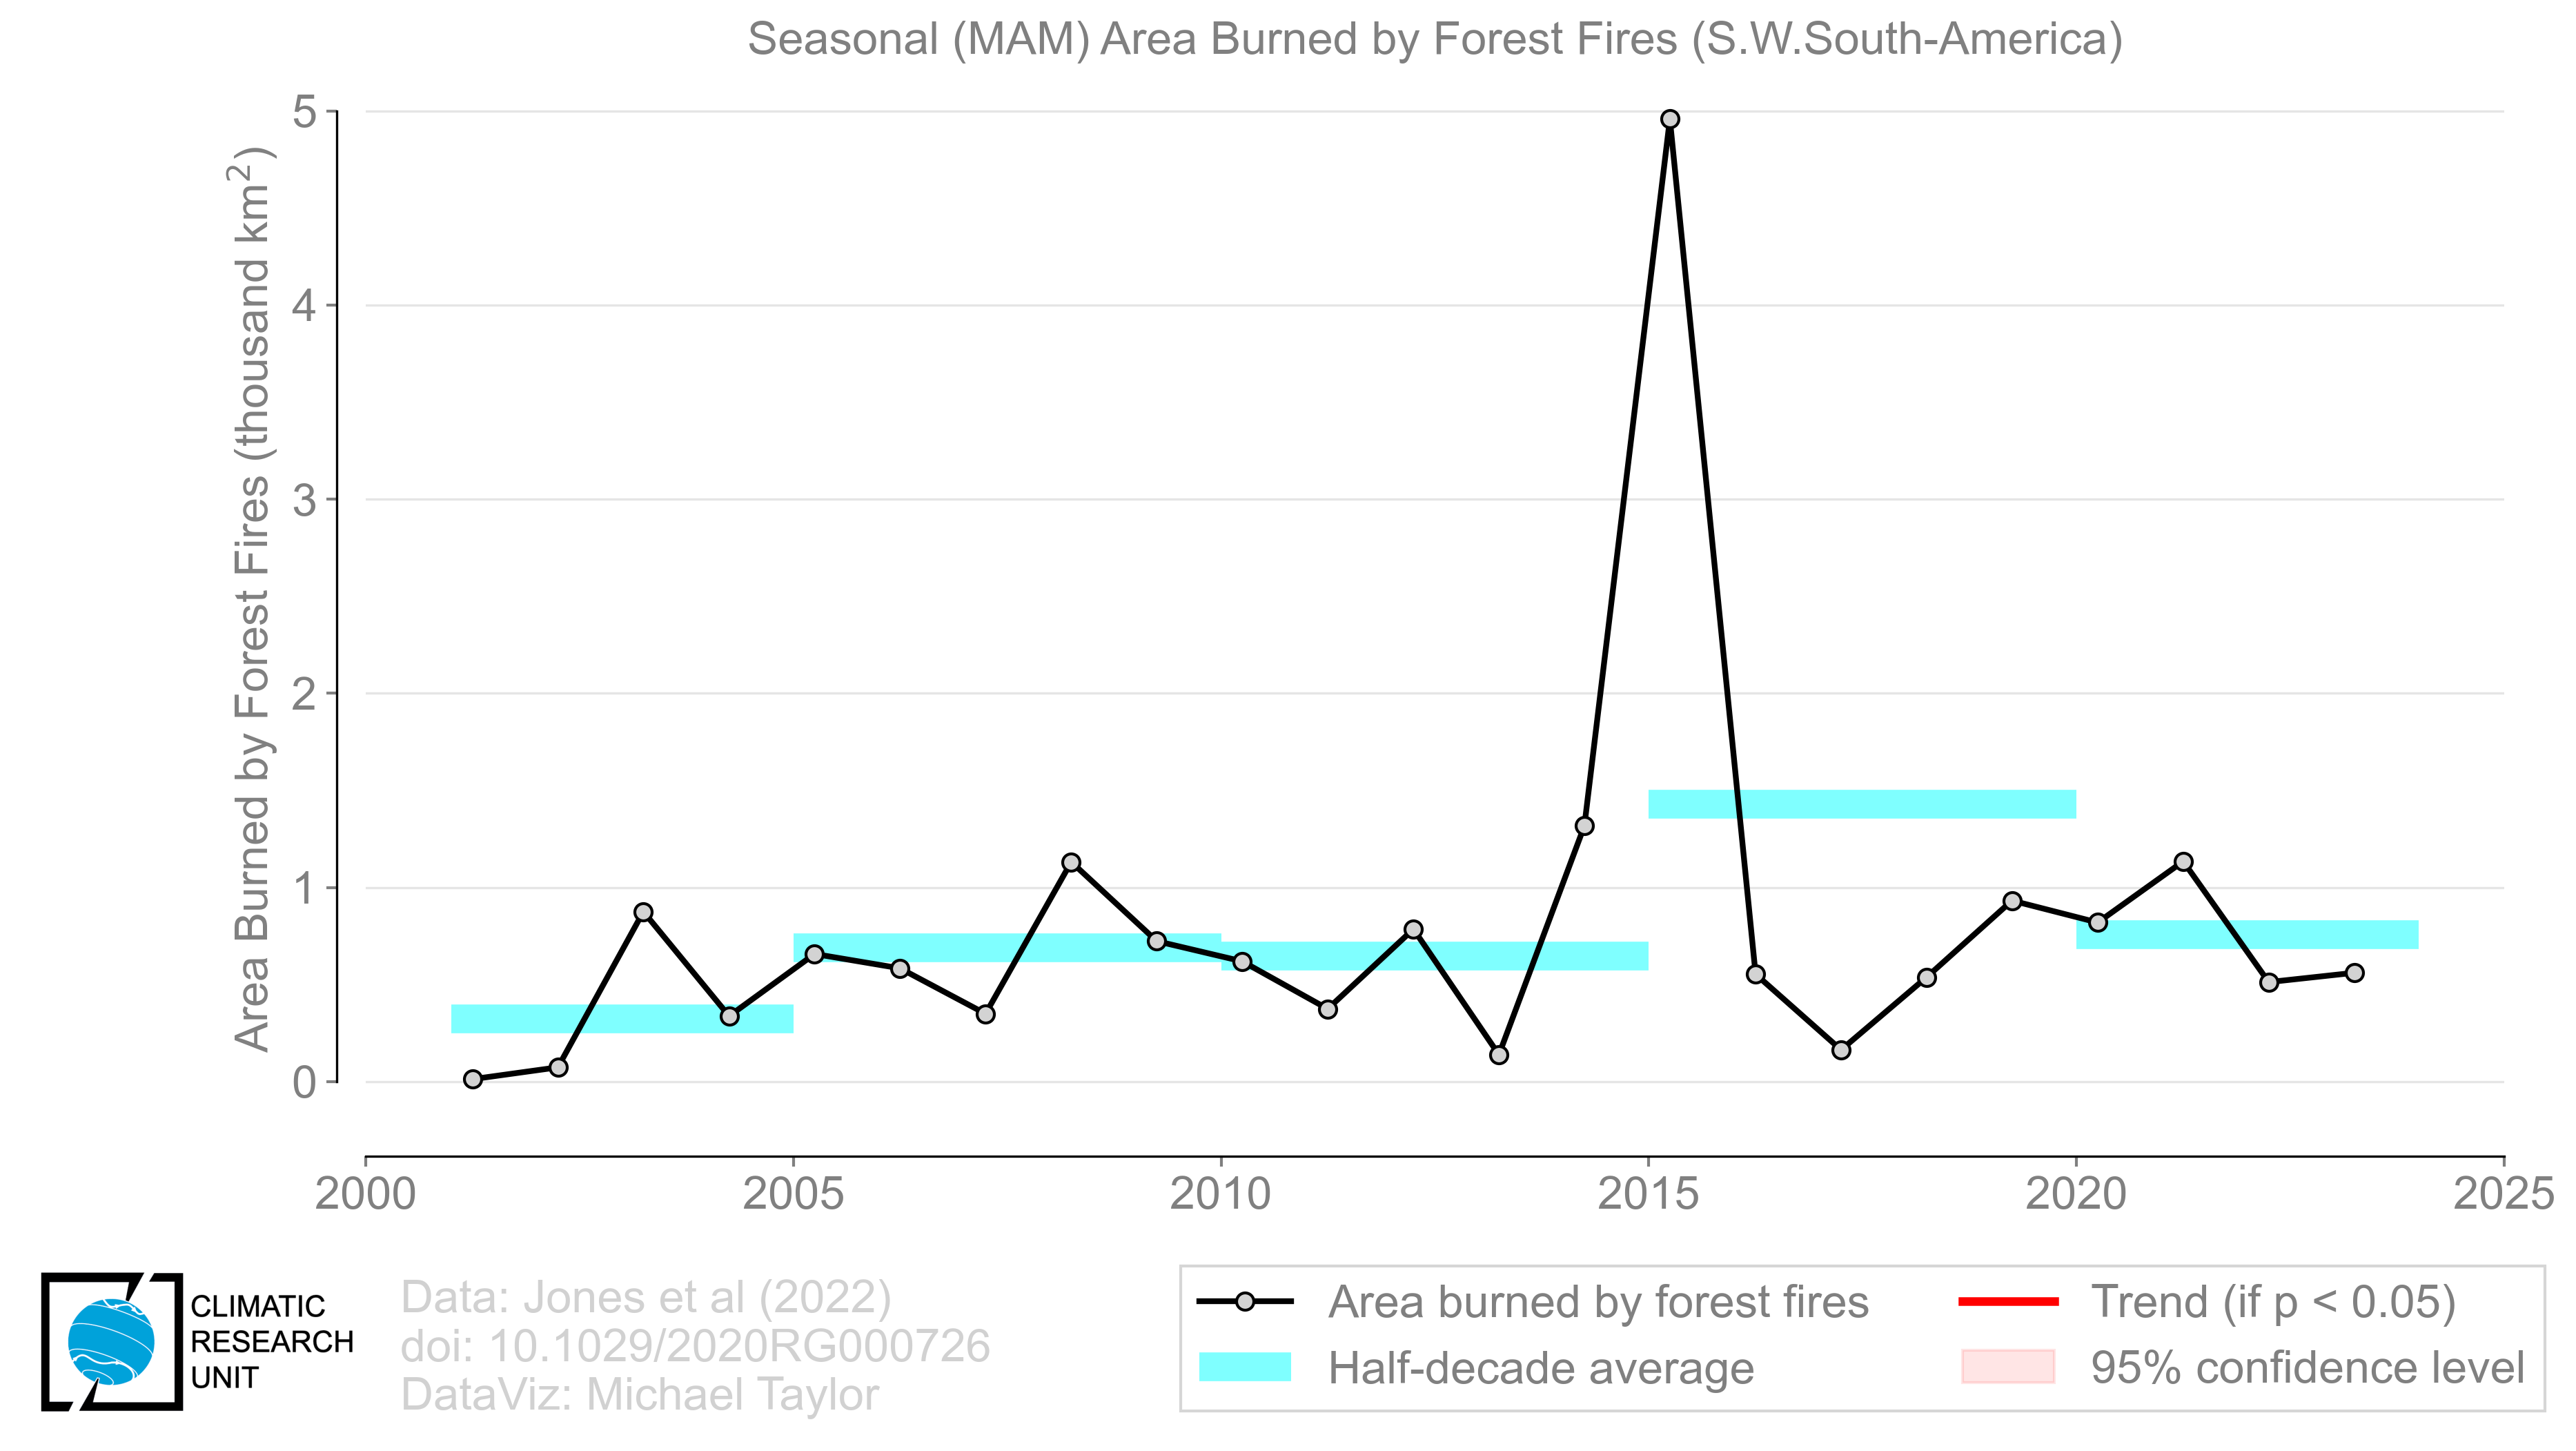 Seasonal (MAM) Area Burned by Forest Fires (S.W.South-America)
Area Burned by Forest Fires (thousand km²)
5
4
3
2
1
0
2000 2005 2010 2015 2020 2025
CLIMATIC
RESEARCH
UNIT
Data: Jones et al (2022)
doi: 10.1029/2020RG000726
DataViz: Michael Taylor
Area burned by forest fires
Half-decade average
Trend (if p < 0.05)
95% confidence level